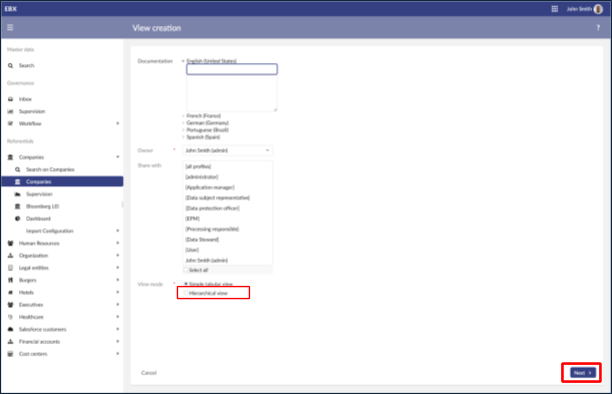 EBX
John Smith
View creation
?
Master data
Search
Governance
Inbox
Supervision
Workflow
Referentials
Companies
Search on Companies
Companies
Supervision
Bloomberg LEI
Dashboard
Import Configuration
Human Resources
Organization
Legal entities
Burgers
Hotels
Executives
Healthcare
Salesforce customers
Financial accounts
Cost centers
Documentation
English (United States)
French (France)
German (Germany)
Portuguese (Brazil)
Spanish (Spain)
Owner * John Smith (admin)
Share with
[all profiles]
[administrator]
[Application manager]
[Data subject representative]
[Data protection officer]
[EPM]
[Processing responsible]
[Data Steward]
[User]
John Smith (admin)
Select all
View mode * Simple tabular view
Hierarchical view
Cancel
Next